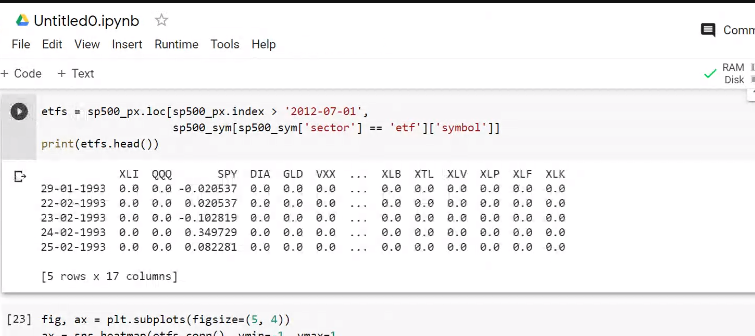 Untitled0.ipynb
File Edit View Insert Runtime Tools Help
Comm
+ Code + Text
RAM
Disk
etfs = sp500_px.loc[sp500_px.index > '2012-07-01',
sp500_sym[sp500_sym['sector'] == 'etf']['symbol']]
print(etfs.head())
XLI QQQ SPY DIA GLD VXX ... XLB XTL XLV XLP XLF XLK
29-01-1993 0.0 0.0 -0.020537 0.0 0.0 0.0 ... 0.0 0.0 0.0 0.0 0.0 0.0
22-02-1993 0.0 0.0 0.020537 0.0 0.0 0.0 ... 0.0 0.0 0.0 0.0 0.0 0.0
23-02-1993 0.0 0.0 -0.102819 0.0 0.0 0.0 ... 0.0 0.0 0.0 0.0 0.0 0.0
24-02-1993 0.0 0.0 0.349729 0.0 0.0 0.0 ... 0.0 0.0 0.0 0.0 0.0 0.0
25-02-1993 0.0 0.0 0.082281 0.0 0.0 0.0 ... 0.0 0.0 0.0 0.0 0.0 0.0
[5 rows x 17 columns]
[23] fig, ax = plt.subplots(figsize=(5, 4))
ax = sns.heatmap(etfs.corr(), vmin=-1, vmax=1